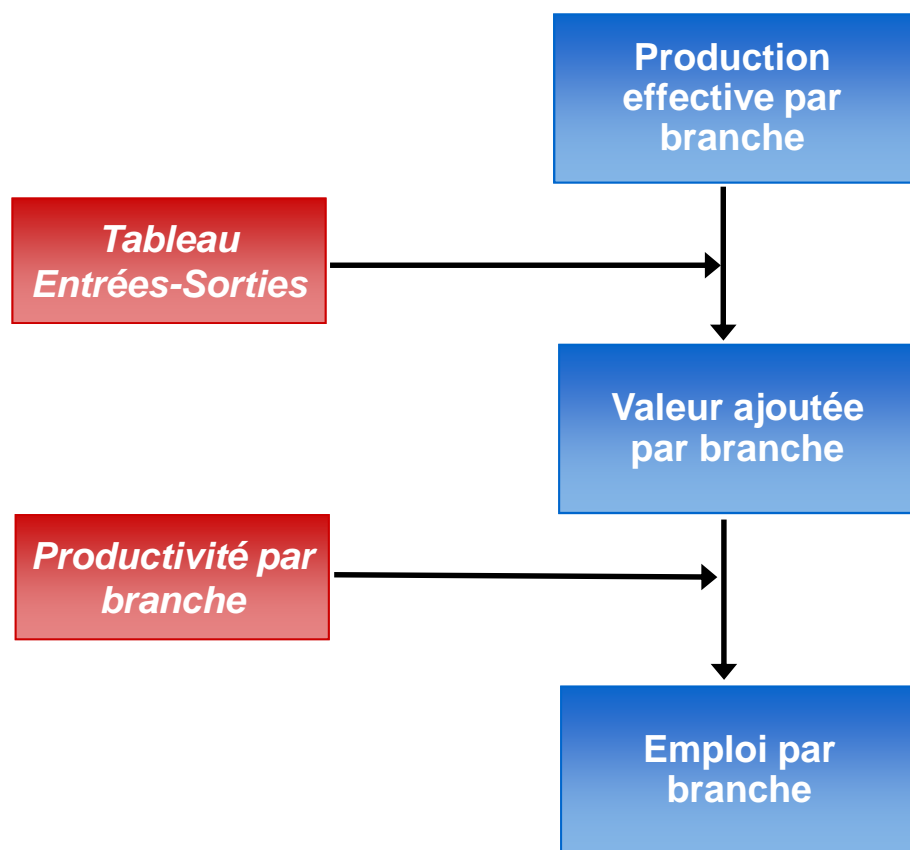 Production
effective par
branche
Tableau
Entrées-Sorties
Valeur ajoutée
par branche
Productivité par
branche
Emploi par
branche